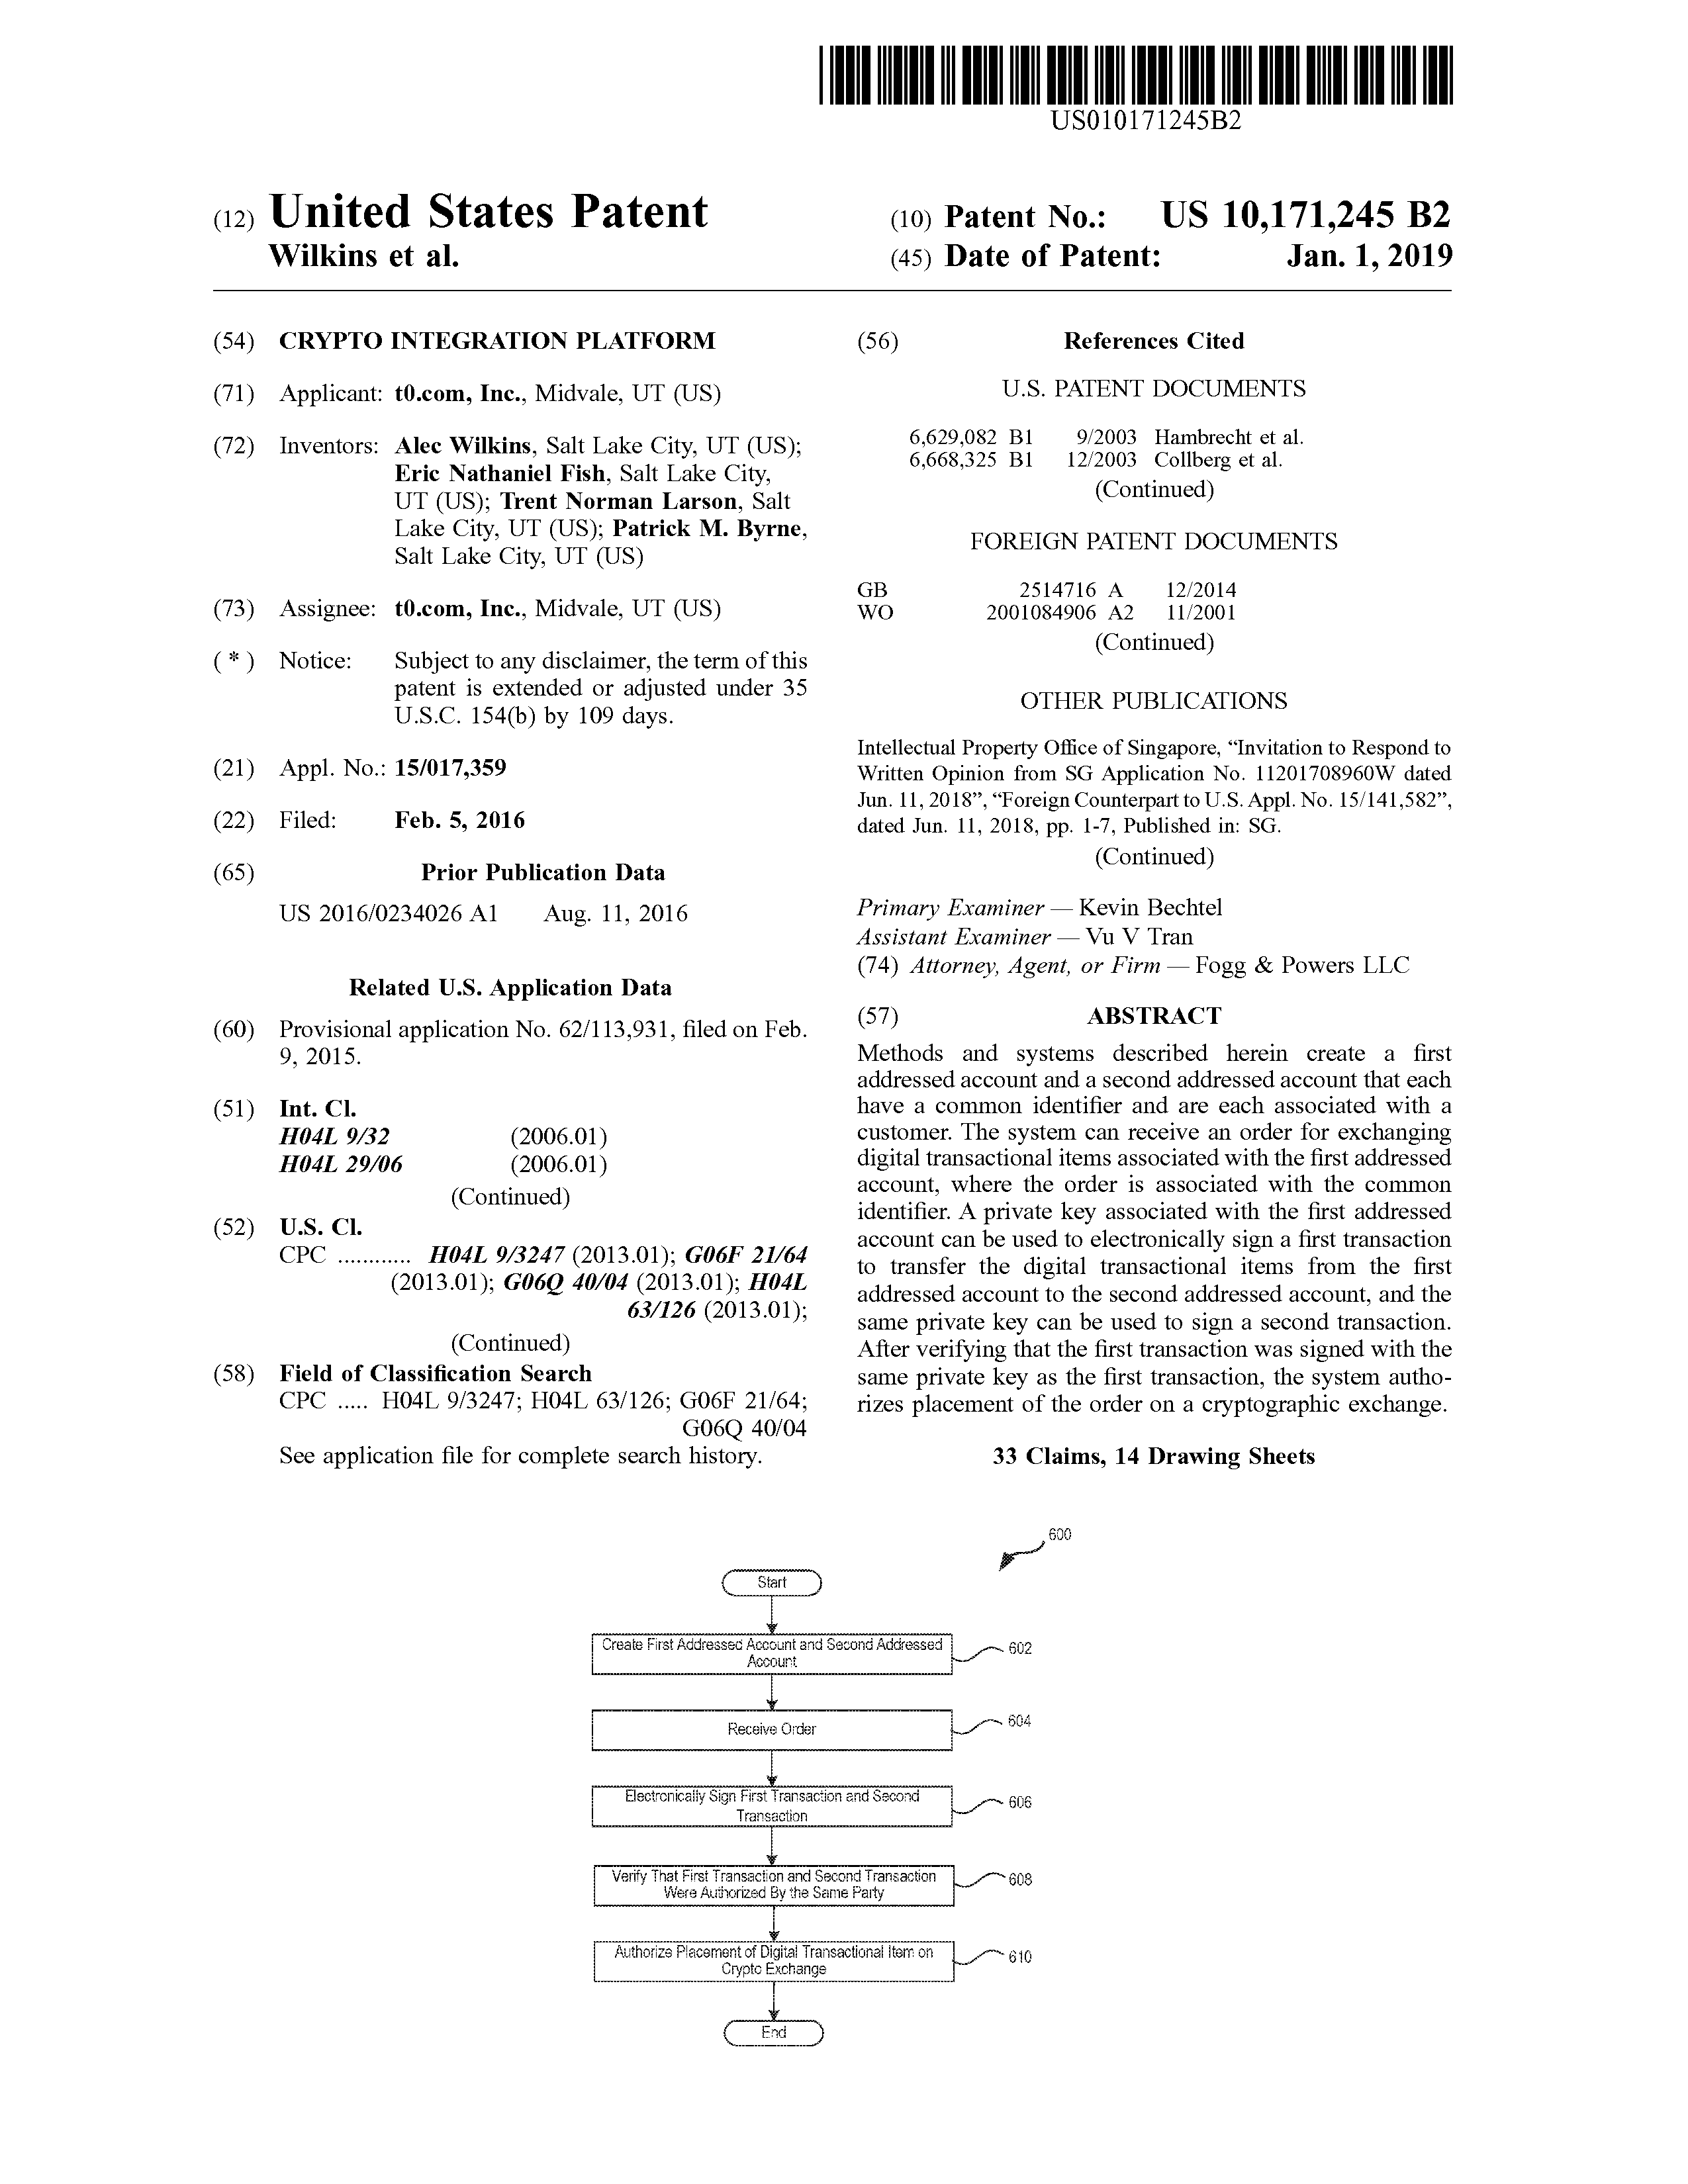 US010171245B2
(12) United States Patent
Wilkins et al.
(10) Patent No.: US 10,171,245 B2
(45) Date of Patent: Jan. 1, 2019
(54) CRYPTO INTEGRATION PLATFORM
(71) Applicant: t0.com, Inc., Midvale, UT (US)
(72) Inventors: Alec Wilkins, Salt Lake City, UT (US);
Eric Nathaniel Fish, Salt Lake City,
UT (US); Trent Norman Larson, Salt
Lake City, UT (US); Patrick M. Byrne,
Salt Lake City, UT (US)
(73) Assignee: t0.com, Inc., Midvale, UT (US)
( * ) Notice: Subject to any disclaimer, the term of this
patent is extended or adjusted under 35
U.S.C. 154(b) by 109 days.
(21) Appl. No.: 15/017,359
(22) Filed: Feb. 5, 2016
(65) Prior Publication Data
US 2016/0234026 A1 Aug. 11, 2016
Related U.S. Application Data
(60) Provisional application No. 62/113,931, filed on Feb.
9, 2015.
(51) Int. Cl.
H04L 9/32 (2006.01)
H04L 29/06 (2006.01)
(Continued)
(52) U.S. Cl.
CPC ............ H04L 9/3247 (2013.01); G06F 21/64
(2013.01); G06Q 40/04 (2013.01); H04L
63/126 (2013.01);
(Continued)
(58) Field of Classification Search
CPC ..... H04L 9/3247; H04L 63/126; G06F 21/64;
G06Q 40/04
See application file for complete search history.
(56) References Cited
U.S. PATENT DOCUMENTS
6,629,082 B1 9/2003 Hambrecht et al.
6,668,325 B1 12/2003 Collberg et al.
(Continued)
FOREIGN PATENT DOCUMENTS
GB 2514716 A 12/2014
WO 2001084906 A2 11/2001
(Continued)
OTHER PUBLICATIONS
Intellectual Property Office of Singapore, “Invitation to Respond to
Written Opinion from SG Application No. 11201708960W dated
Jun. 11, 2018”, “Foreign Counterpart to U.S. Appl. No. 15/141,582”,
dated Jun. 11, 2018, pp. 1-7, Published in: SG.
(Continued)
Primary Examiner — Kevin Bechtel
Assistant Examiner — Vu V Tran
(74) Attorney, Agent, or Firm — Fogg & Powers LLC
(57) ABSTRACT
Methods and systems described herein create a first
addressed account and a second addressed account that each
have a common identifier and are each associated with a
customer. The system can receive an order for exchanging
digital transactional items associated with the first addressed
account, where the order is associated with the common
identifier. A private key associated with the first addressed
account can be used to electronically sign a first transaction
to transfer the digital transactional items from the first
addressed account to the second addressed account, and the
same private key can be used to sign a second transaction.
After verifying that the first transaction was signed with the
same private key as the first transaction, the system autho-
rizes placement of the order on a cryptographic exchange.
33 Claims, 14 Drawing Sheets
600
Start
Create First Addressed Account and Second Addressed
Account
602
Receive Order
604
Electronically Sign First Transaction and Second
Transaction
606
Verify That First Transaction and Second Transaction
Were Authorized By the Same Party
608
Authorize Placement of Digital Transactional Item on
Crypto Exchange
610
End